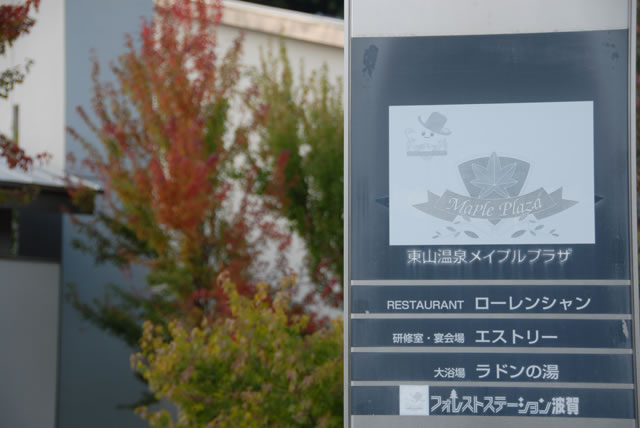 Maple Plaza
東山温泉メイプルプラザ
RESTAURANT ローレンシャン
研修室・宴会場 エストリー
大浴場 ラドンの湯
フォレストステーション波賀